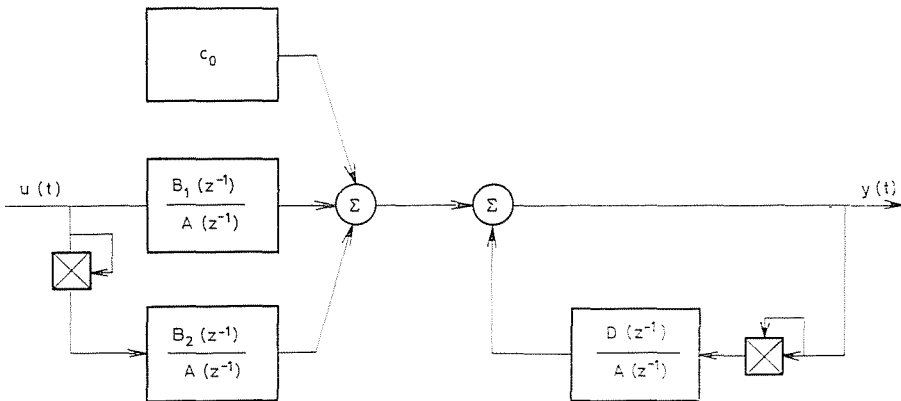 c₀
u (t)
B₁ (z⁻¹)
A (z⁻¹)
Σ
Σ
y(t)
B₂ (z⁻¹)
A (z⁻¹)
D (z⁻¹)
A (z⁻¹)